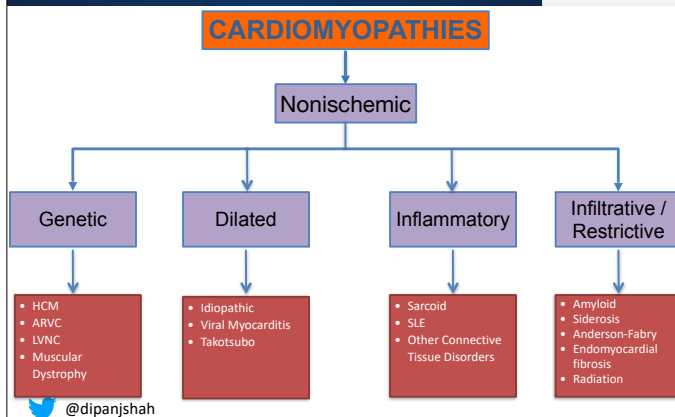 CARDIOMYOPATHIES
Nonischemic
Genetic
Dilated
Inflammatory
Infiltrative /
Restrictive
• HCM
• ARVC
• LVNC
• Muscular
Dystrophy
• Idiopathic
• Viral Myocarditis
• Takotsubo
• Sarcoid
• SLE
• Other Connective
Tissue Disorders
• Amyloid
• Siderosis
• Anderson-Fabry
• Endomyocardial
fibrosis
• Radiation
@dipanjshah